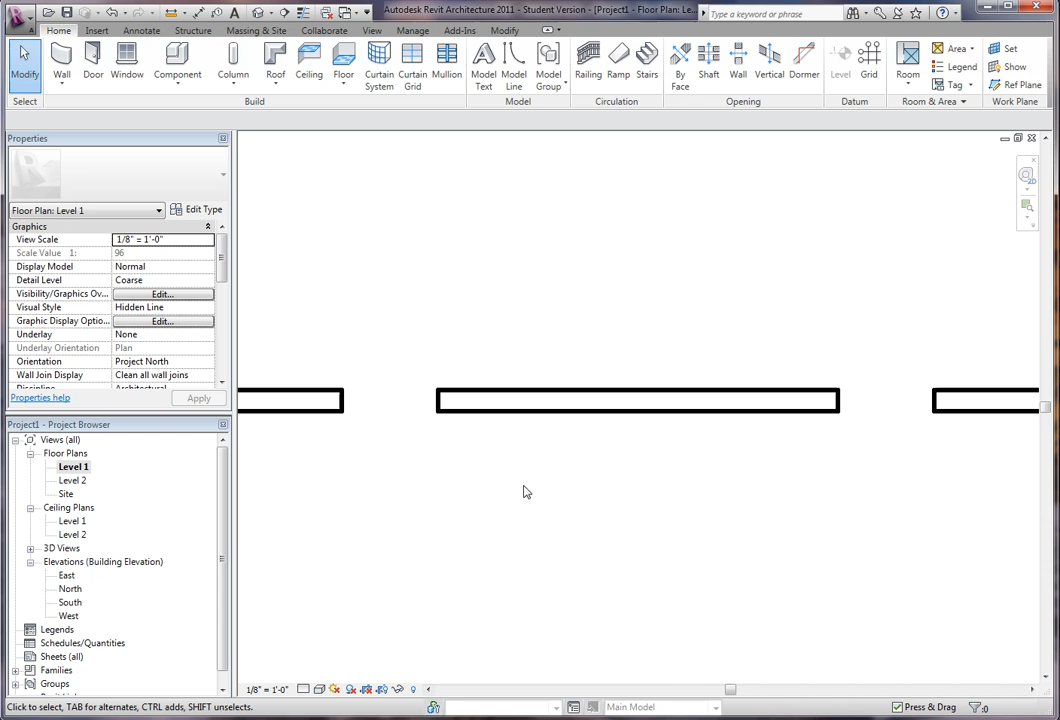 Autodesk Revit Architecture 2011 - Student Version - [Project1 - Floor Plan: Le...
Type a keyword or phrase
Home Insert Annotate Structure Massing & Site Collaborate View Manage Add-Ins Modify
Modify Wall Door Window Component Column Roof Ceiling Floor Curtain System Curtain Grid Mullion Model Text Model Line Model Group Railing Ramp Stairs By Face Shaft Wall Vertical Dormer Level Grid Room
Area
Legend
Tag
Set
Show
Ref Plane
Select Build Model Circulation Opening Datum Room & Area Work Plane
Properties
Floor Plan: Level 1 Edit Type
Graphics
View Scale 1/8" = 1'-0"
Scale Value 1: 96
Display Model Normal
Detail Level Coarse
Visibility/Graphics Ov... Edit...
Visual Style Hidden Line
Graphic Display Optio... Edit...
Underlay None
Underlay Orientation Plan
Orientation Project North
Wall Join Display Clean all wall joins
Discipline Architectural
Properties help Apply
Project1 - Project Browser
Views (all)
Floor Plans
Level 1
Level 2
Site
Ceiling Plans
Level 1
Level 2
3D Views
Elevations (Building Elevation)
East
North
South
West
Legends
Schedules/Quantities
Sheets (all)
Families
Groups
2D
1/8" = 1'-0"
Click to select, TAB for alternates, CTRL adds, SHIFT unselects. Main Model Press & Drag :0